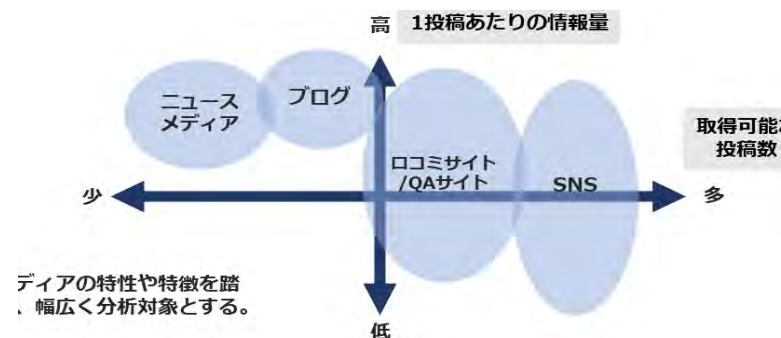 高
1投稿あたりの情報量
ニュース
メディア
ブログ
取得可能な
投稿数
口コミサイト
/QAサイト
SNS
少
多
ディアの特性や特徴を踏
、幅広く分析対象とする。
低